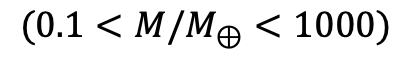 (0.1 < M/M⊕ < 1000)